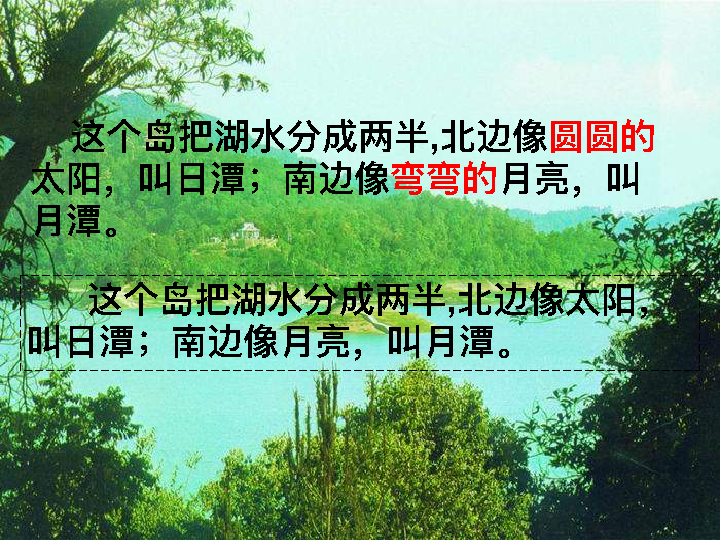 这个岛把湖水分成两半,北边像圆圆的
太阳，叫日潭；南边像弯弯的月亮，叫
月潭。
这个岛把湖水分成两半,北边像太阳，
叫日潭；南边像月亮，叫月潭。